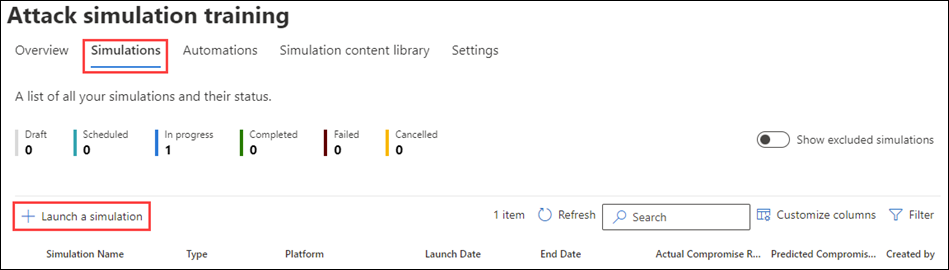 Attack simulation training
Overview Simulations Automations Simulation content library Settings
A list of all your simulations and their status.
Draft Scheduled In progress Completed Failed Cancelled
0 0 1 0 0 0
Show excluded simulations
Launch a simulation 1 item Refresh Search Customize columns Filter
Simulation Name Type Platform Launch Date End Date Actual Compromise R... Predicted Compromis... Created by